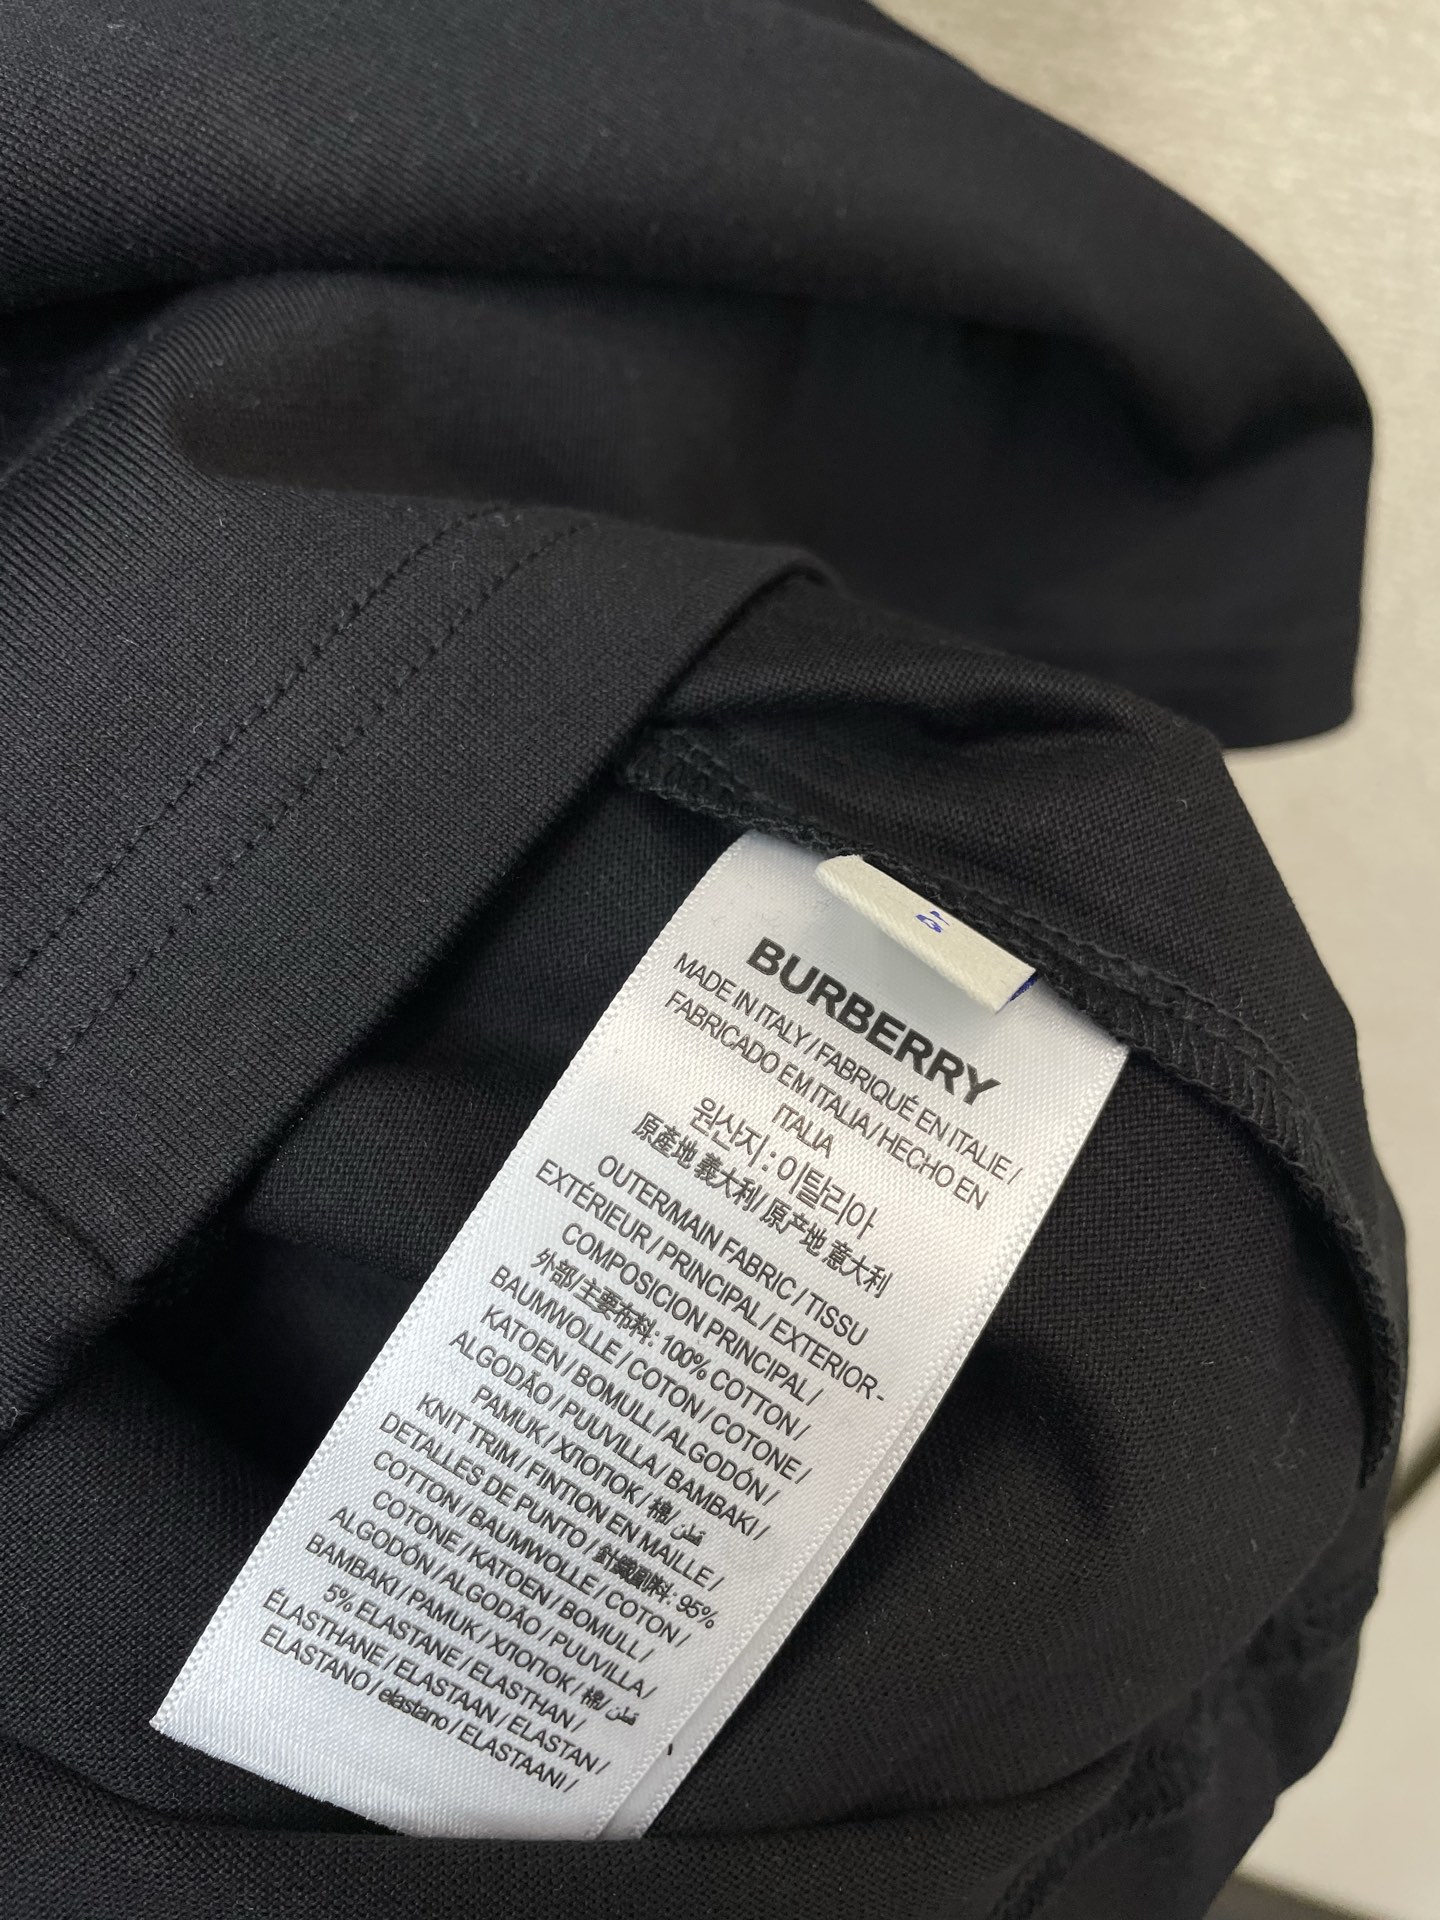 BURBERRY
MADE IN ITALY / FABRIQUÉ EN ITALIE /
FABRICADO EM ITALIA / HECHO EN
ITALIA
원산지 : 이탈리아
原產地 義大利 / 原产地 意大利
OUTER/MAIN FABRIC / TISSU
EXTÉRIEUR / PRINCIPAL / EXTERIOR -
COMPOSICION PRINCIPAL /
外部/主要布料: 100% COTTON /
BAUMWOLLE / COTON / COTONE /
KATOEN / BOMULL / ALGODÓN /
ALGODÃO / PUUVILLA / BAMBAKI /
PAMUK / ХЛОПОК / 棉/ قطن
KNIT TRIM / FINTION EN MAILLE /
DETALLES DE PUNTO / 針織副料: 95%
COTTON / BAUMWOLLE / COTON /
COTONE / KATOEN / BOMULL /
ALGODÓN / ALGODÃO / PUUVILLA /
BAMBAKI / PAMUK / ХЛОПОК / 棉/ قطن
5% ELASTANE / ELASTHAN /
ÉLASTHANE / ELASTAAN / ELASTAN /
ELASTANO / elastano / ELASTAANI /